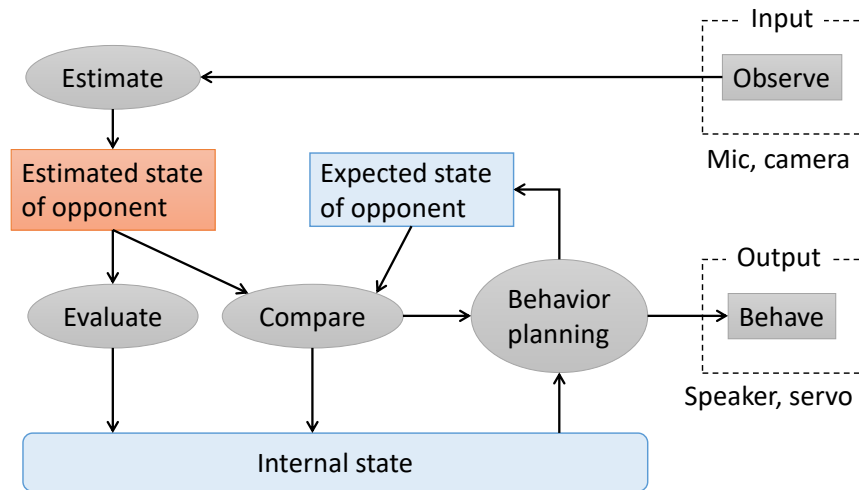 Input
Estimate
Observe
Mic, camera
Estimated state
of opponent
Expected state
of opponent
Output
Evaluate
Compare
Behavior
planning
Behave
Speaker, servo
Internal state